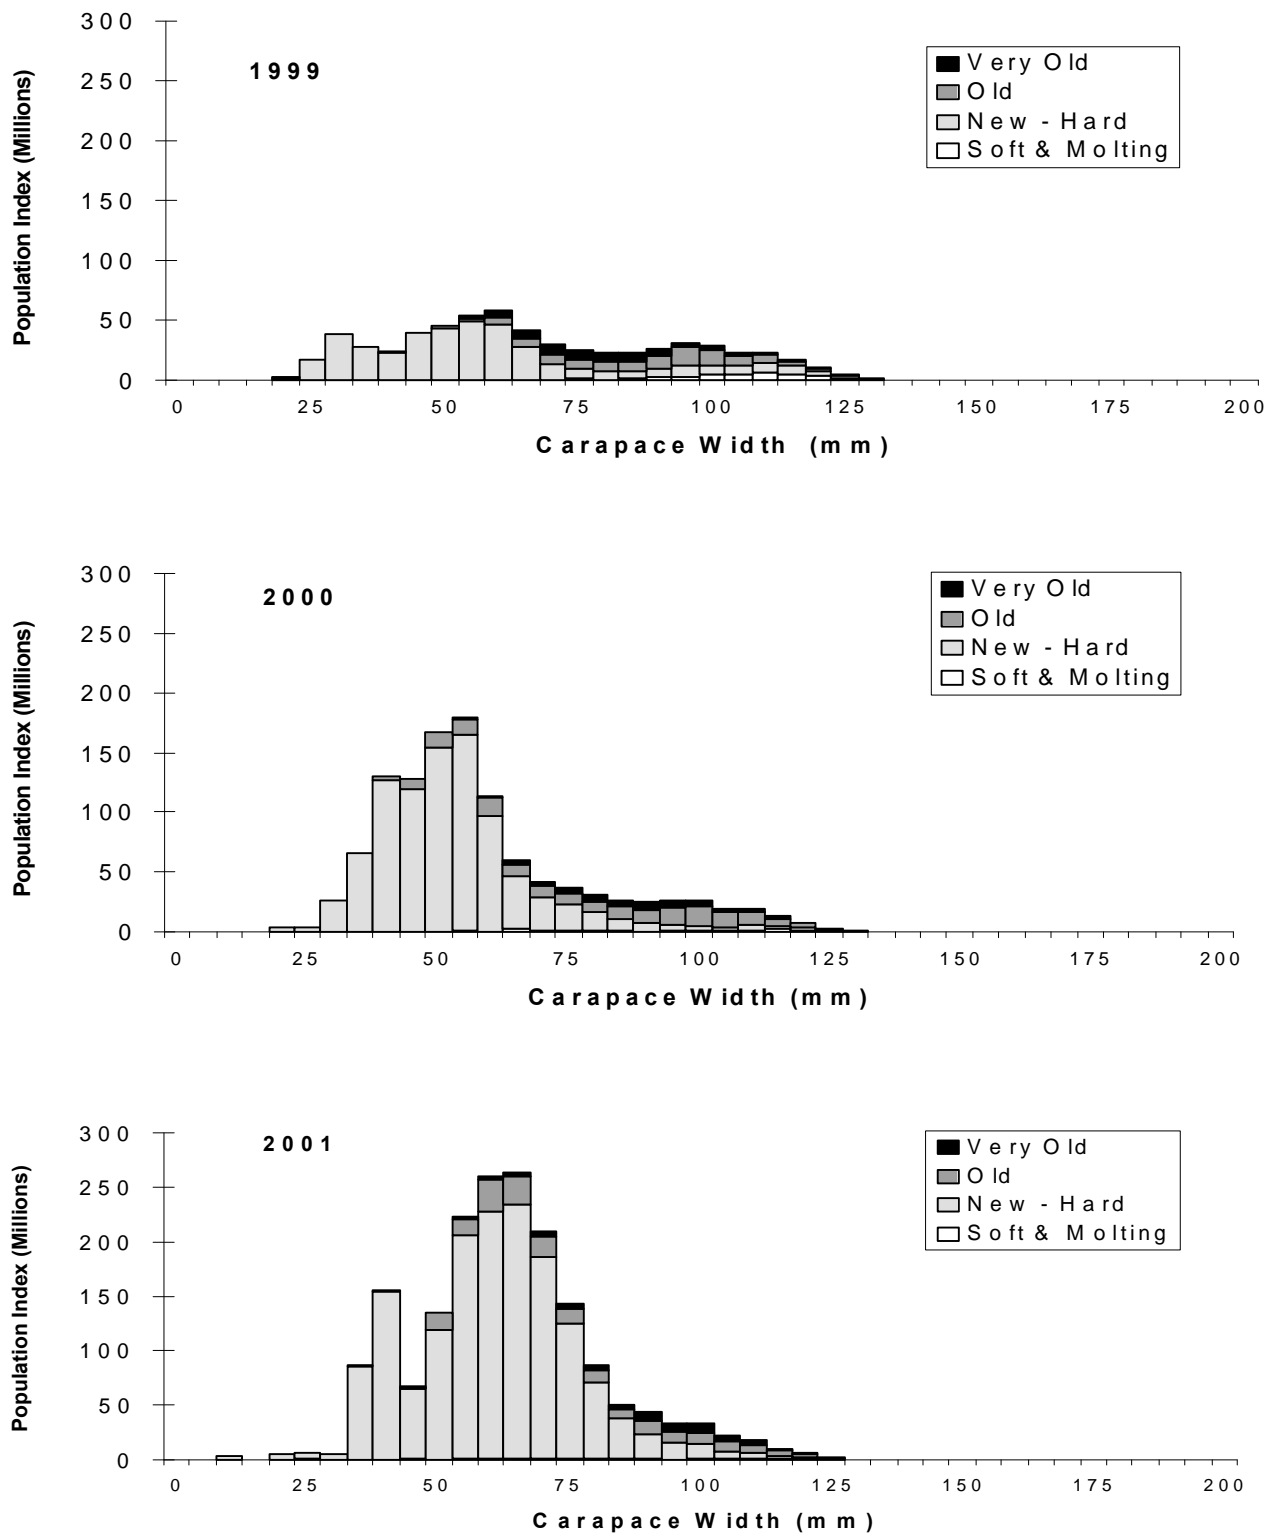 300
250
200
150
100
50
0
Population Index (Millions)
1999
Very Old
Old
New - Hard
Soft & Molting
0 25 50 75 100 125 150 175 200
Carapace Width (mm)
300
250
200
150
100
50
0
Population Index (Millions)
2000
Very Old
Old
New - Hard
Soft & Molting
0 25 50 75 100 125 150 175 200
Carapace Width (mm)
300
250
200
150
100
50
0
Population Index (Millions)
2001
Very Old
Old
New - Hard
Soft & Molting
0 25 50 75 100 125 150 175 200
Carapace Width (mm)